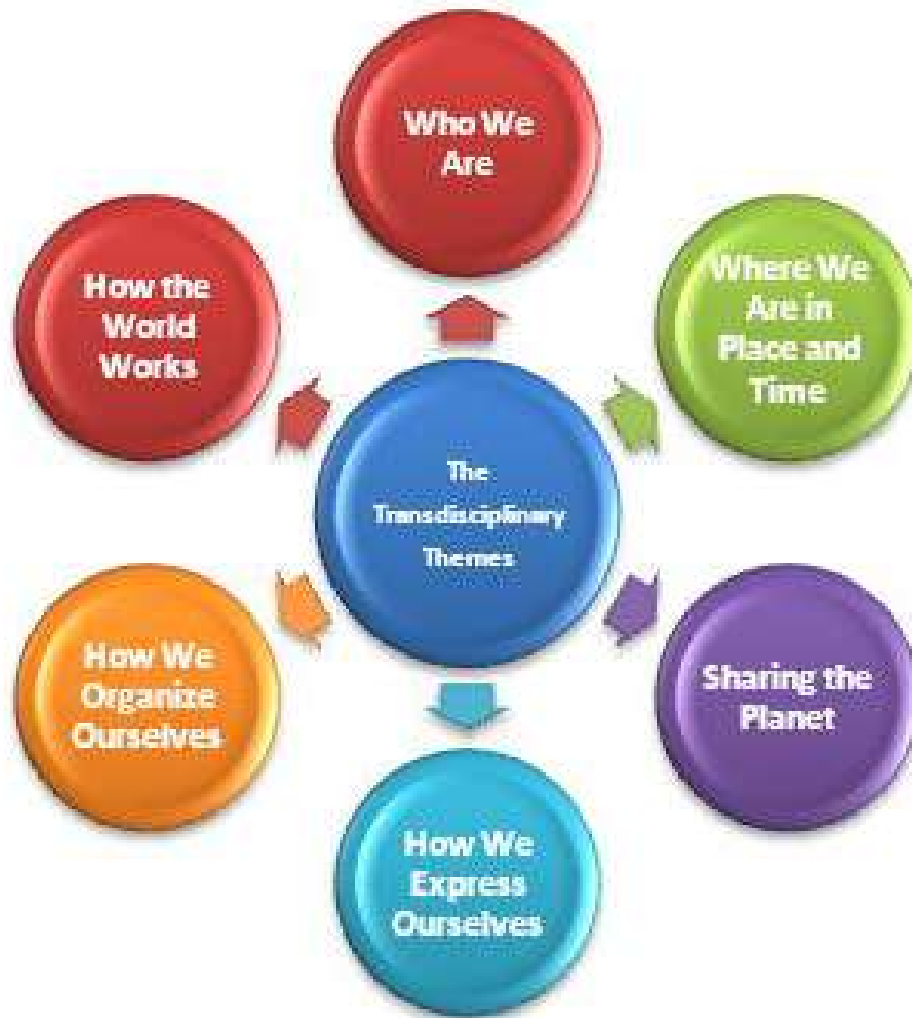 Who We
Are
Where We
Are in
Place and
Time
Sharing the
Planet
How We
Express
Ourselves
How We
Organize
Ourselves
How the
World
Works
The
Transdisciplinary
Themes